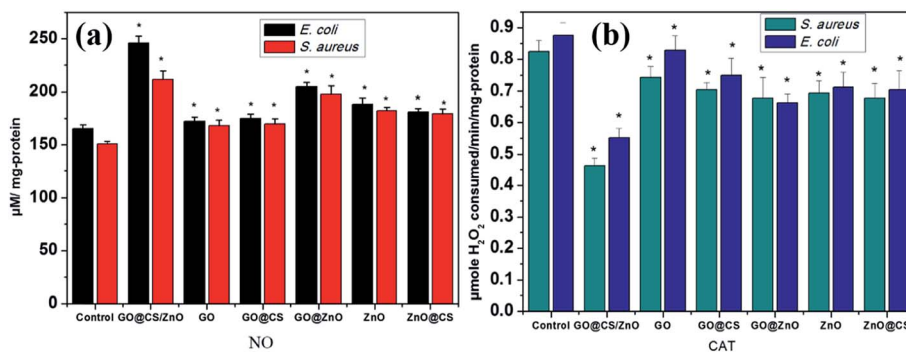 (a)
E. coli
S. aureus
µM/ mg-protein
250
200
150
100
50
0
* * * * * * * * * * * *
Control GO@CS/ZnO GO GO@CS GO@ZnO ZnO ZnO@CS
NO
(b)
S. aureus
E. coli
µmole H₂O₂ consumed/min/mg-protein
0.9
0.8
0.7
0.6
0.5
0.4
0.3
0.2
0.1
0.0
* * * * * * * * * * * *
Control GO@CS/ZnO GO GO@CS GO@ZnO ZnO ZnO@CS
CAT